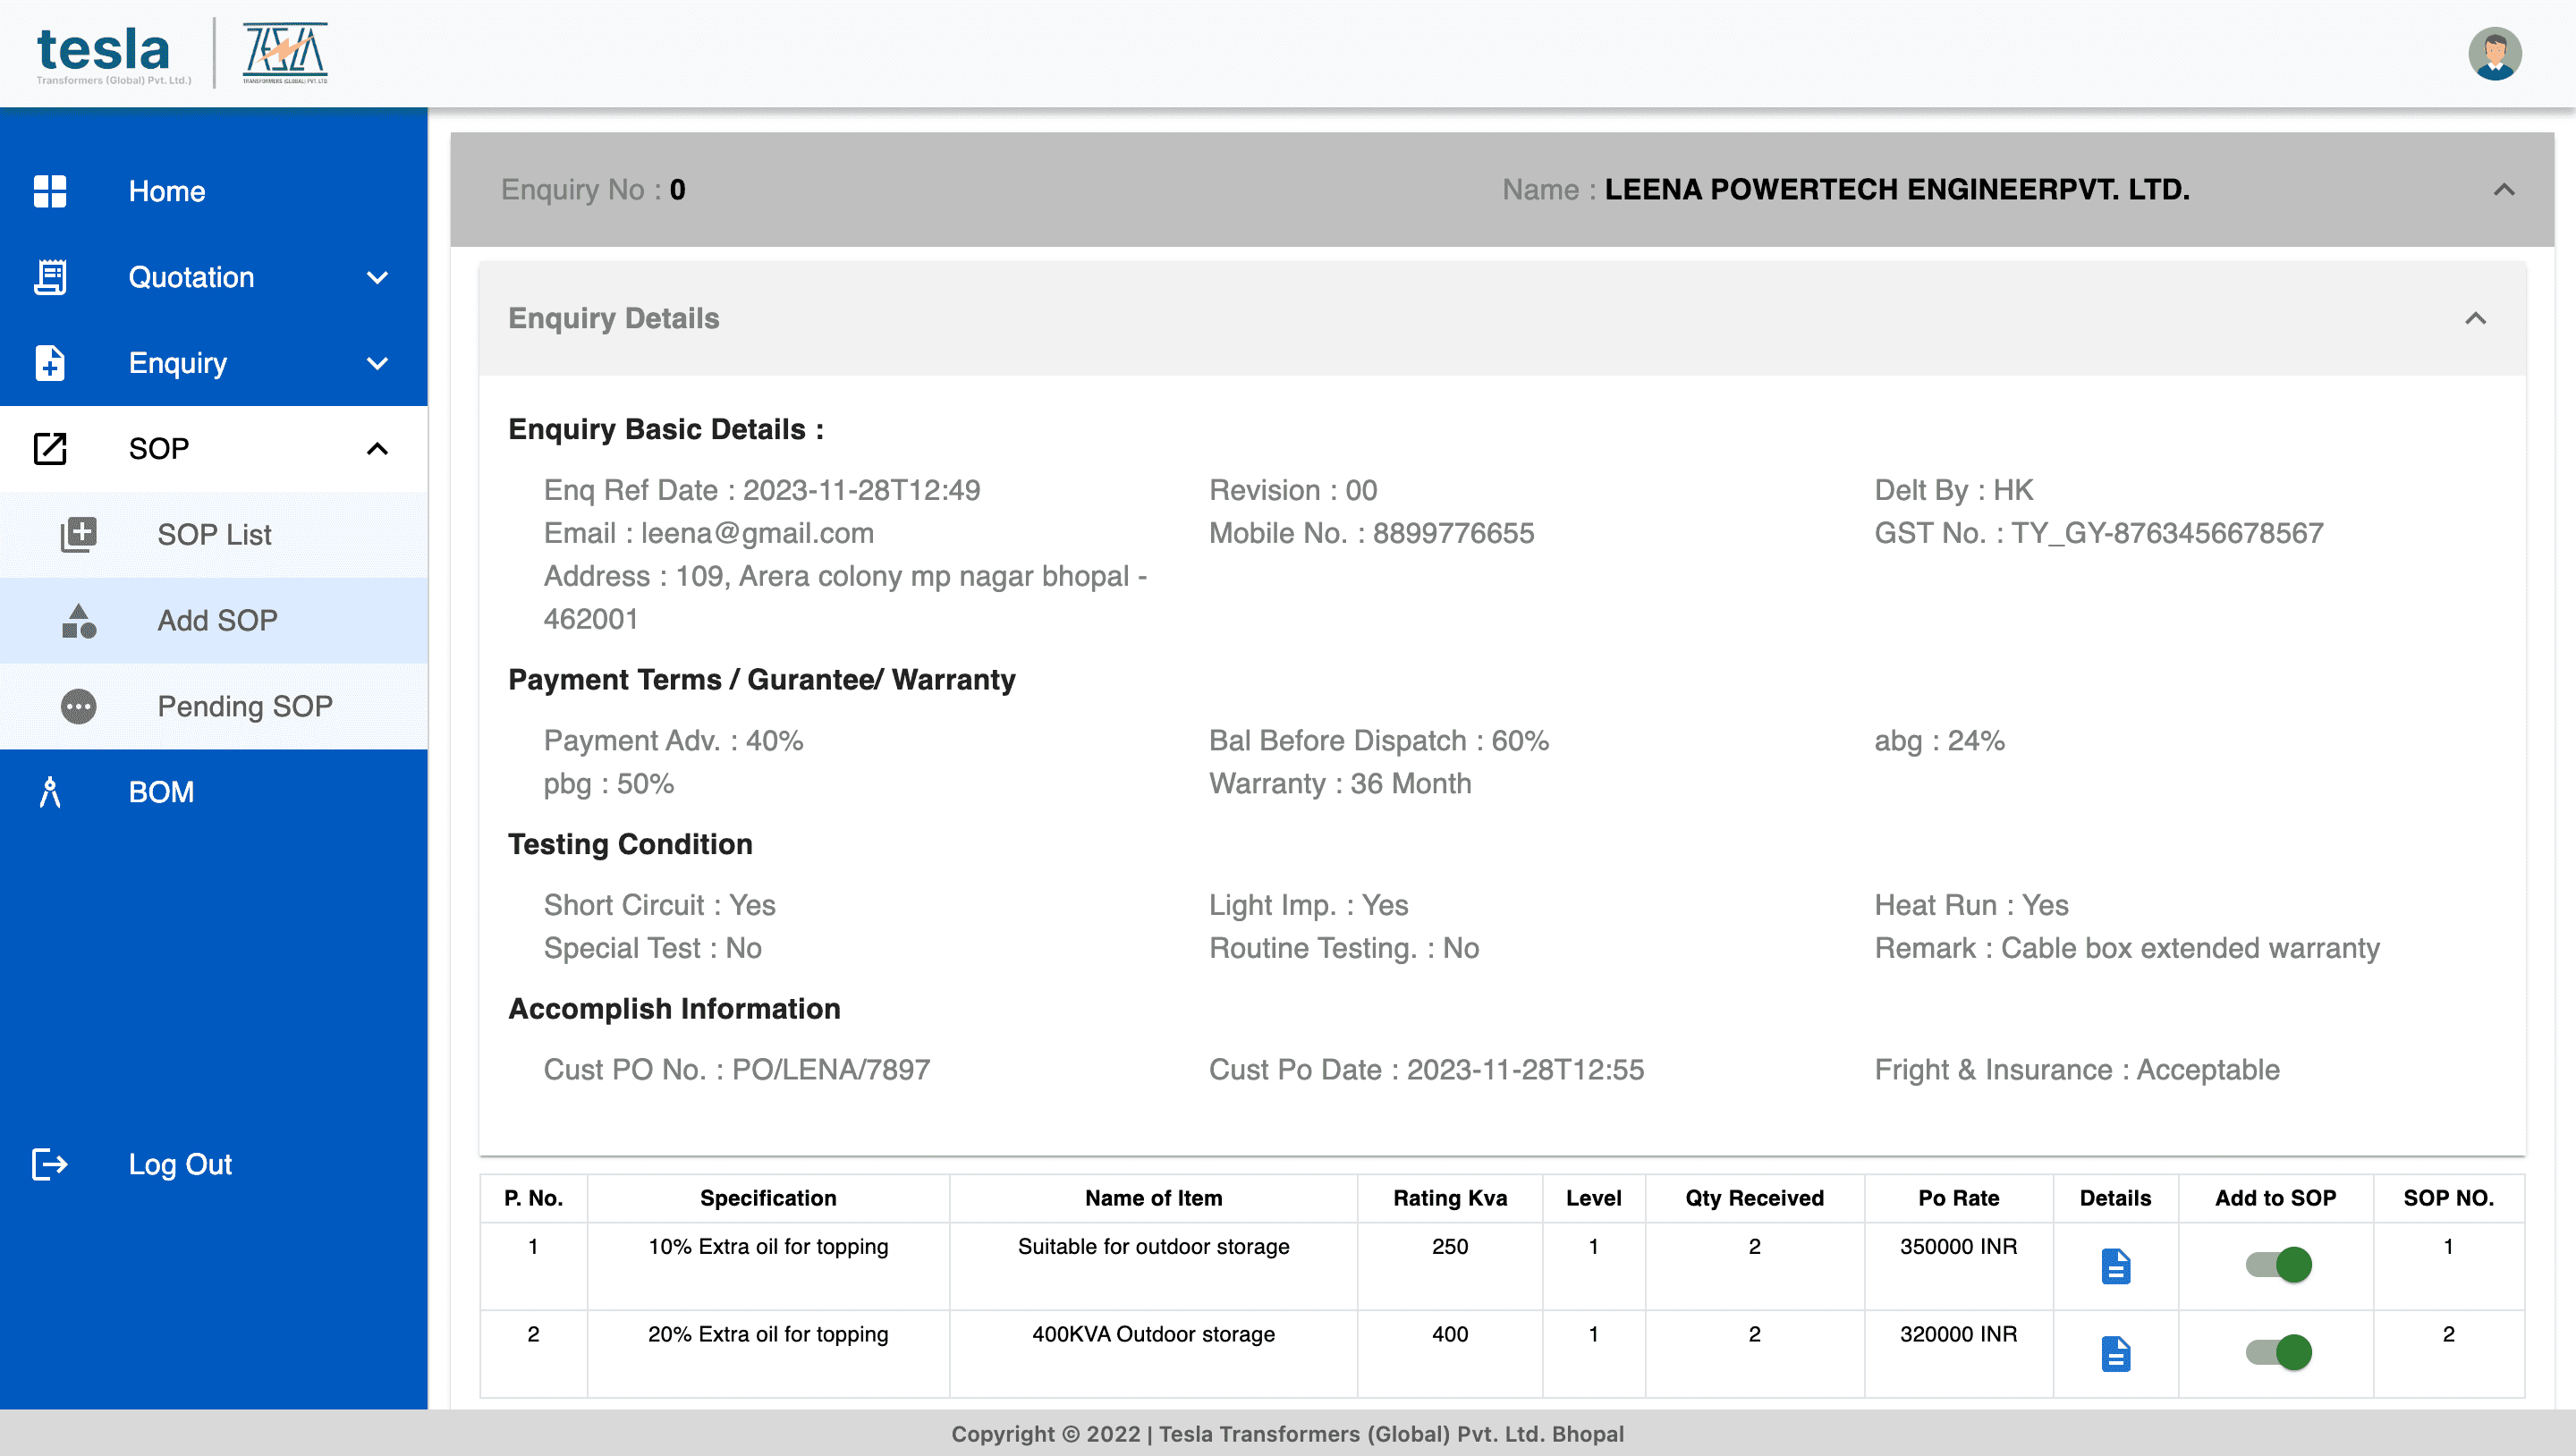 tesla
Transformers (Global) Pvt. Ltd.)
TESLA
TRANSFORMERS (GLOBAL) PVT. LTD.
Home
Quotation
Enquiry
SOP
SOP List
Add SOP
Pending SOP
BOM
Log Out
Enquiry No : 0
Name : LEENA POWERTECH ENGINEERPVT. LTD.
Enquiry Details
Enquiry Basic Details :
Enq Ref Date : 2023-11-28T12:49 Revision : 00 Delt By : HK
Email : leena@gmail.com Mobile No. : 8899776655 GST No. : TY_GY-8763456678567
Address : 109, Arera colony mp nagar bhopal -
462001
Payment Terms / Gurantee/ Warranty
Payment Adv. : 40% Bal Before Dispatch : 60% abg : 24%
pbg : 50% Warranty : 36 Month
Testing Condition
Short Circuit : Yes Light Imp. : Yes Heat Run : Yes
Special Test : No Routine Testing. : No Remark : Cable box extended warranty
Accomplish Information
Cust PO No. : PO/LENA/7897 Cust Po Date : 2023-11-28T12:55 Fright & Insurance : Acceptable
P. No. Specification Name of Item Rating Kva Level Qty Received Po Rate Details Add to SOP SOP NO.
1 10% Extra oil for topping Suitable for outdoor storage 250 1 2 350000 INR 1
2 20% Extra oil for topping 400KVA Outdoor storage 400 1 2 320000 INR 2
Copyright © 2022 | Tesla Transformers (Global) Pvt. Ltd. Bhopal